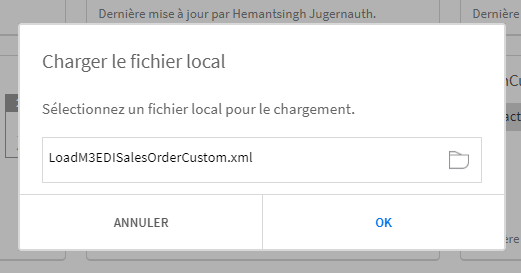 Dernière mise à jour par Hemantsingh Jugernauth.
Dernière
Charger le fichier local
Sélectionnez un fichier local pour le chargement.
LoadM3EDISalesOrderCustom.xml
ANNULER
OK